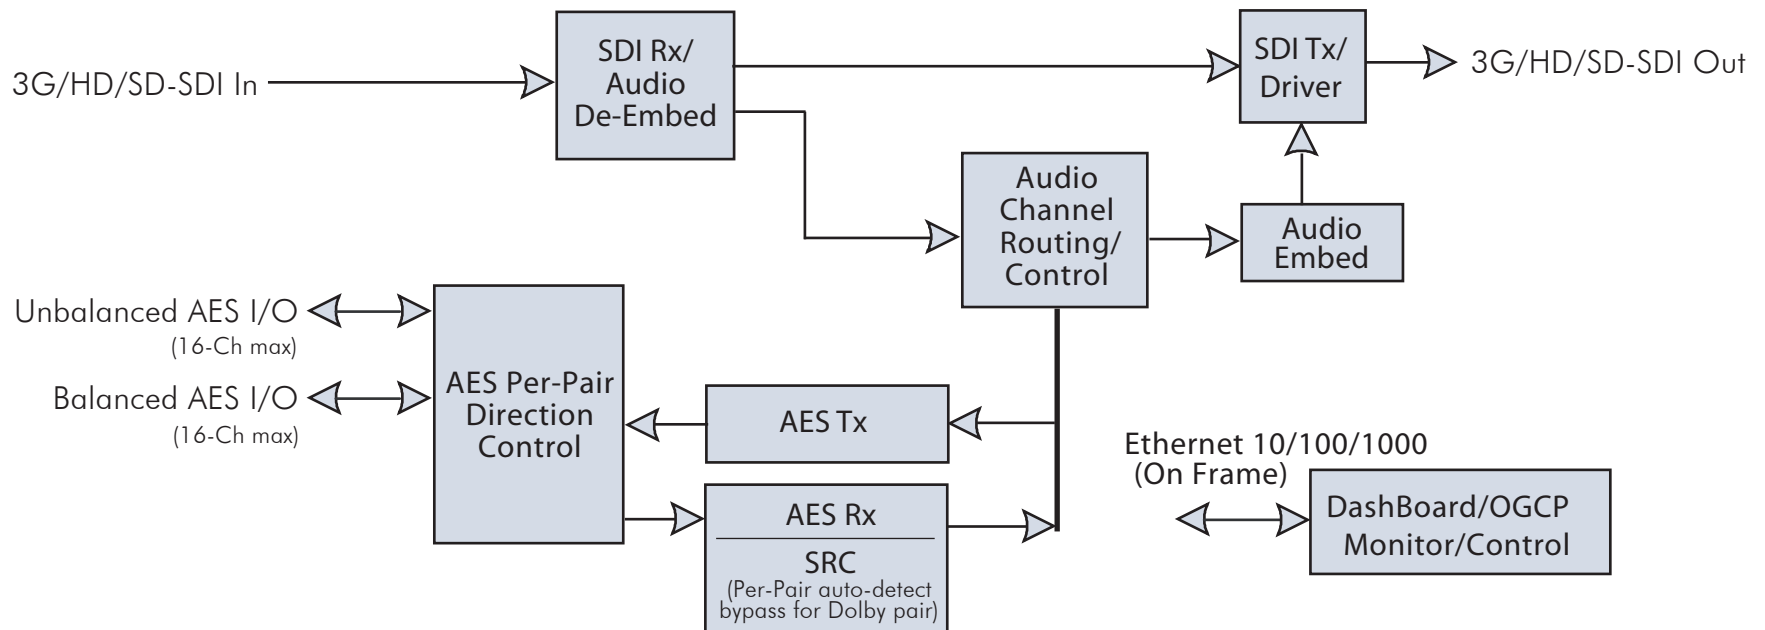 3G/HD/SD-SDI In
SDI Rx/
Audio
De-Embed
SDI Tx/
Driver
3G/HD/SD-SDI Out
Audio
Channel
Routing/
Control
Audio
Embed
Unbalanced AES I/O
(16-Ch max)
Balanced AES I/O
(16-Ch max)
AES Per-Pair
Direction
Control
AES Tx
AES Rx
SRC
(Per-Pair auto-detect
bypass for Dolby pair)
Ethernet 10/100/1000
(On Frame)
DashBoard/OGCP
Monitor/Control